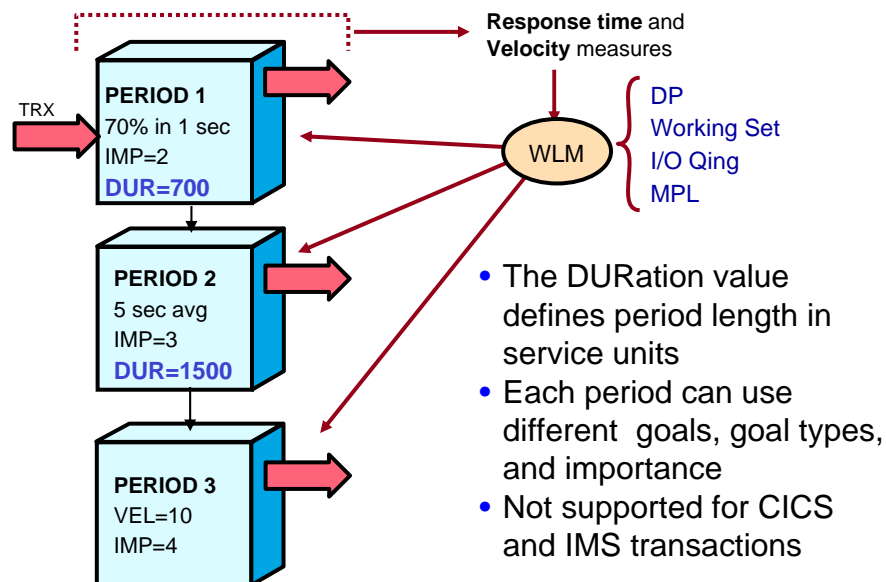 Response time and
Velocity measures
TRX
PERIOD 1
70% in 1 sec
IMP=2
DUR=700
WLM
DP
Working Set
I/O Qing
MPL
PERIOD 2
5 sec avg
IMP=3
DUR=1500
PERIOD 3
VEL=10
IMP=4
• The DURation value
defines period length in
service units
• Each period can use
different goals, goal types,
and importance
• Not supported for CICS
and IMS transactions